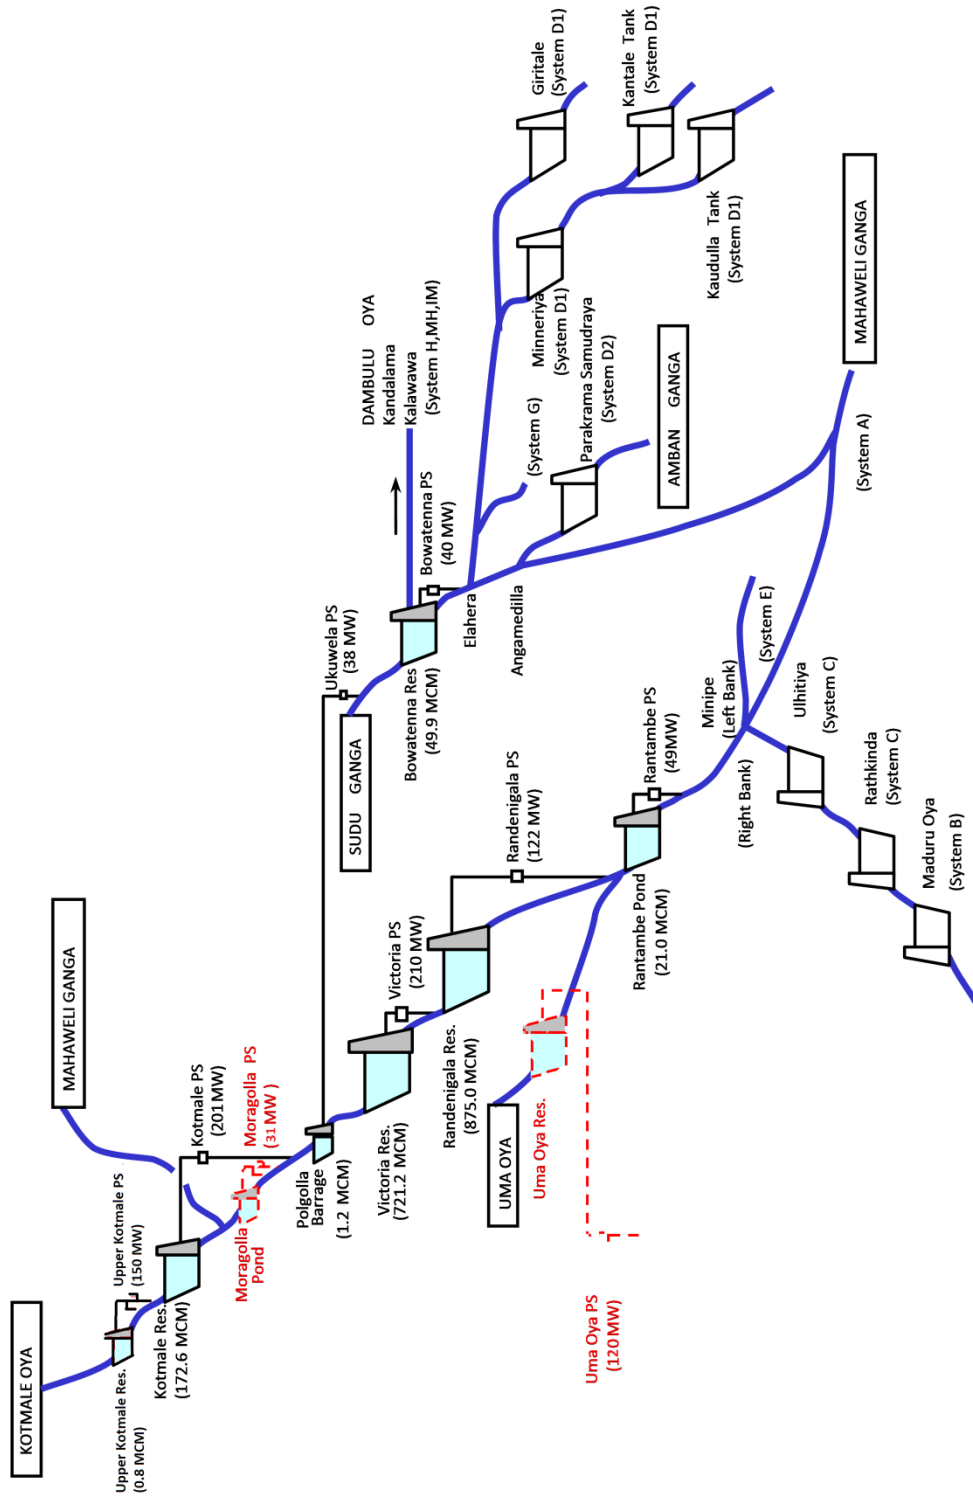 KOTMALE OYA
Upper Kotmale Res.
(0.8 MCM)
Upper Kotmale PS
(150 MW)
Kotmale Res.
(172.6 MCM)
MAHAWELI GANGA
Kotmale PS
(201 MW)
Moragolla
Pond
Moragolla PS
(31 MW )
Polgolla
Barrage
(1.2 MCM)
Victoria Res.
(721.2 MCM)
Victoria PS
(210 MW)
Randenigala Res.
(875.0 MCM)
Randenigala PS
(122 MW)
UMA OYA
Uma Oya Res.
Uma Oya PS
(120 MW)
Rantambe Pond
(21.0 MCM)
Rantambe PS
(49MW)
SUDU GANGA
Ukuwela PS
(38 MW)
Bowatenna Res
(49.9 MCM)
Bowatenna PS
(40 MW)
DAMBULU OYA
Kandalama
Kalawawa
(System H,MH,IM)
Elahera
Angamedilla
(System G)
Parakrama Samudraya
(System D2)
AMBAN GANGA
Minneriya
(System D1)
Giritale
(System D1)
Kantale Tank
(System D1)
Kaudulla Tank
(System D1)
Minipe
(Left Bank)
(Right Bank)
(System E)
Ulhitiya
(System C)
Rathkinda
(System C)
Maduru Oya
(System B)
(System A)
MAHAWELI GANGA